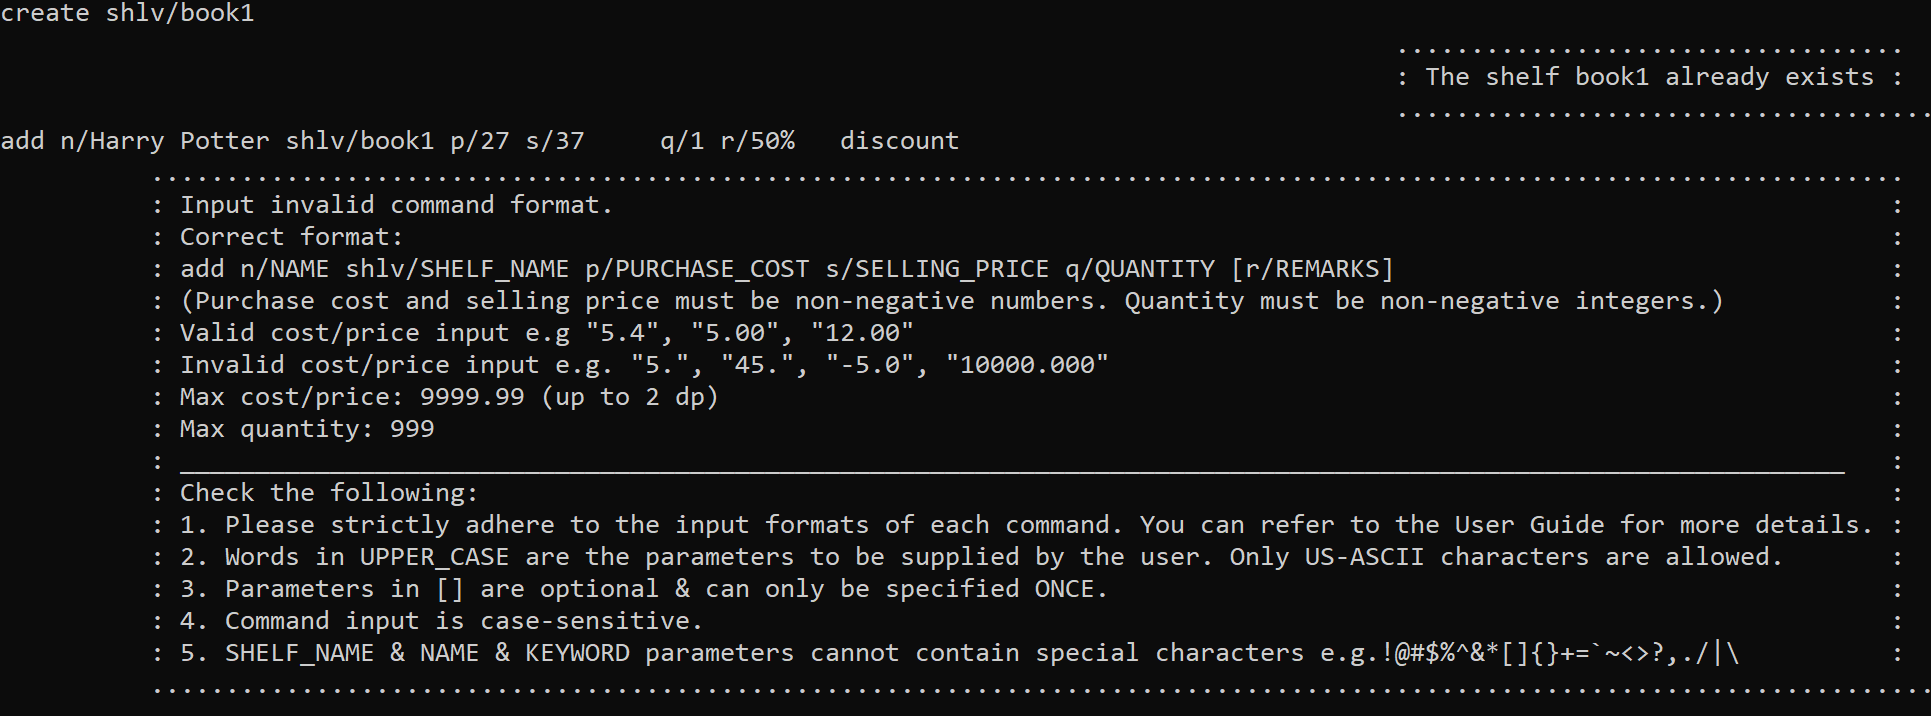 create shlv/book1
..................................
: The shelf book1 already exists :
....................................
add n/Harry Potter shlv/book1 p/27 s/37     q/1 r/50%   discount
.....................................................................................................................
: Input invalid command format.                                                                                     :
: Correct format:                                                                                                   :
: add n/NAME shlv/SHELF_NAME p/PURCHASE_COST s/SELLING_PRICE q/QUANTITY [r/REMARKS]                                 :
: (Purchase cost and selling price must be non-negative numbers. Quantity must be non-negative integers.)           :
: Valid cost/price input e.g "5.4", "5.00", "12.00"                                                                 :
: Invalid cost/price input e.g. "5.", "45.", "-5.0", "10000.000"                                                    :
: Max cost/price: 9999.99 (up to 2 dp)                                                                              :
: Max quantity: 999                                                                                                 :
: _______________________________________________________________________________________________________________   :
: Check the following:                                                                                              :
: 1. Please strictly adhere to the input formats of each command. You can refer to the User Guide for more details. :
: 2. Words in UPPER_CASE are the parameters to be supplied by the user. Only US-ASCII characters are allowed.       :
: 3. Parameters in [] are optional & can only be specified ONCE.                                                    :
: 4. Command input is case-sensitive.                                                                               :
: 5. SHELF_NAME & NAME & KEYWORD parameters cannot contain special characters e.g.!@#$%^&*[]{}+=`~<>?,./|\          :
.......................................................................................................................